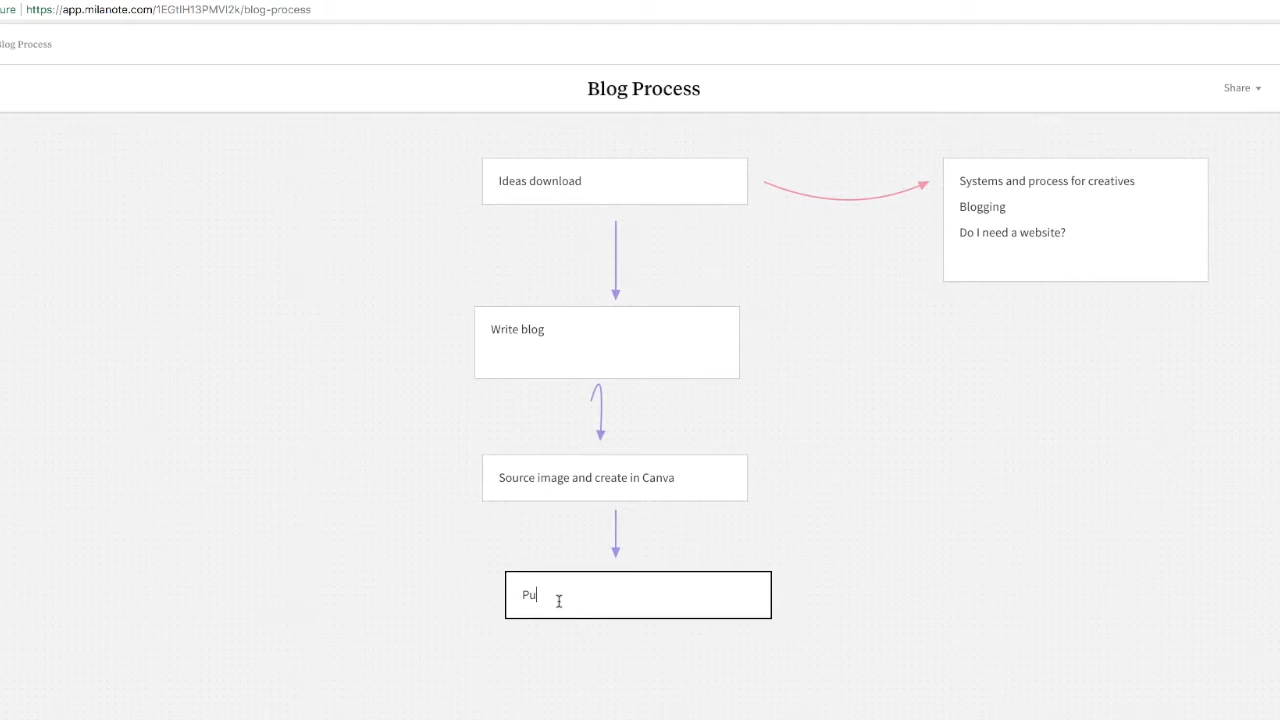 ure | https://app.milanote.com/1EGtIH13PMVI2k/blog-process
Blog Process
Blog Process
Share
Ideas download
Systems and process for creatives
Blogging
Do I need a website?
Write blog
Source image and create in Canva
Pu